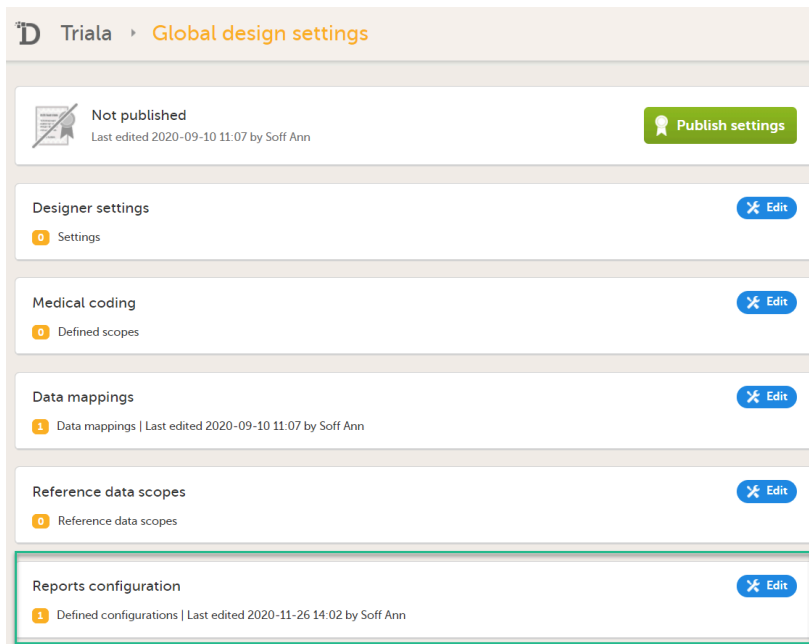 Triala Global design settings
Not published
Last edited 2020-09-10 11:07 by Soff Ann
Publish settings
Designer settings
Edit
0 Settings
Medical coding
Edit
0 Defined scopes
Data mappings
Edit
1 Data mappings | Last edited 2020-09-10 11:07 by Soff Ann
Reference data scopes
Edit
0 Reference data scopes
Reports configuration
Edit
1 Defined configurations | Last edited 2020-11-26 14:02 by Soff Ann